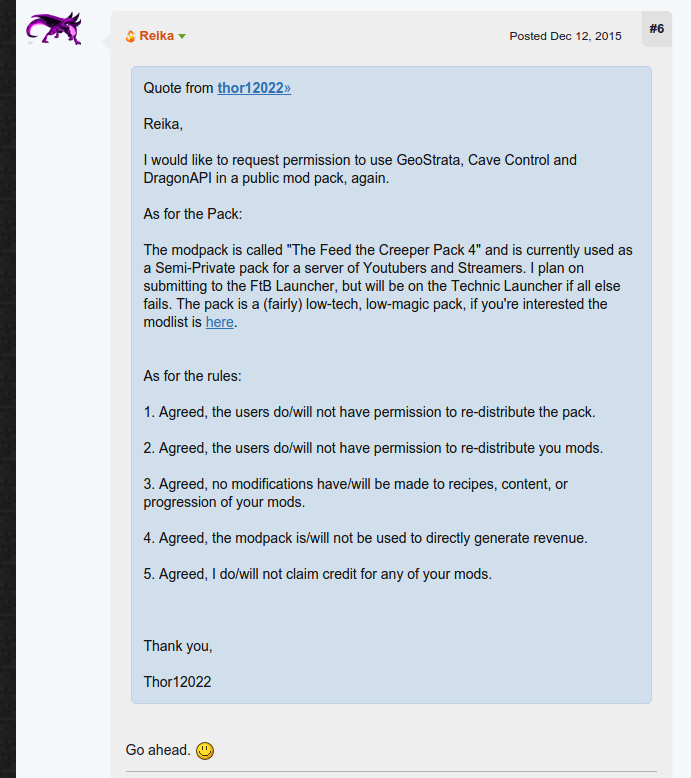 Reika
Posted Dec 12, 2015
#6
Quote from thor12022»
Reika,
I would like to request permission to use GeoStrata, Cave Control and
DragonAPI in a public mod pack, again.
As for the Pack:
The modpack is called "The Feed the Creeper Pack 4" and is currently used as
a Semi-Private pack for a server of Youtubers and Streamers. I plan on
submitting to the FtB Launcher, but will be on the Technic Launcher if all else
fails. The pack is a (fairly) low-tech, low-magic pack, if you're interested the
modlist is here.
As for the rules:
1. Agreed, the users do/will not have permission to re-distribute the pack.
2. Agreed, the users do/will not have permission to re-distribute you mods.
3. Agreed, no modifications have/will be made to recipes, content, or
progression of your mods.
4. Agreed, the modpack is/will not be used to directly generate revenue.
5. Agreed, I do/will not claim credit for any of your mods.
Thank you,
Thor12022
Go ahead.